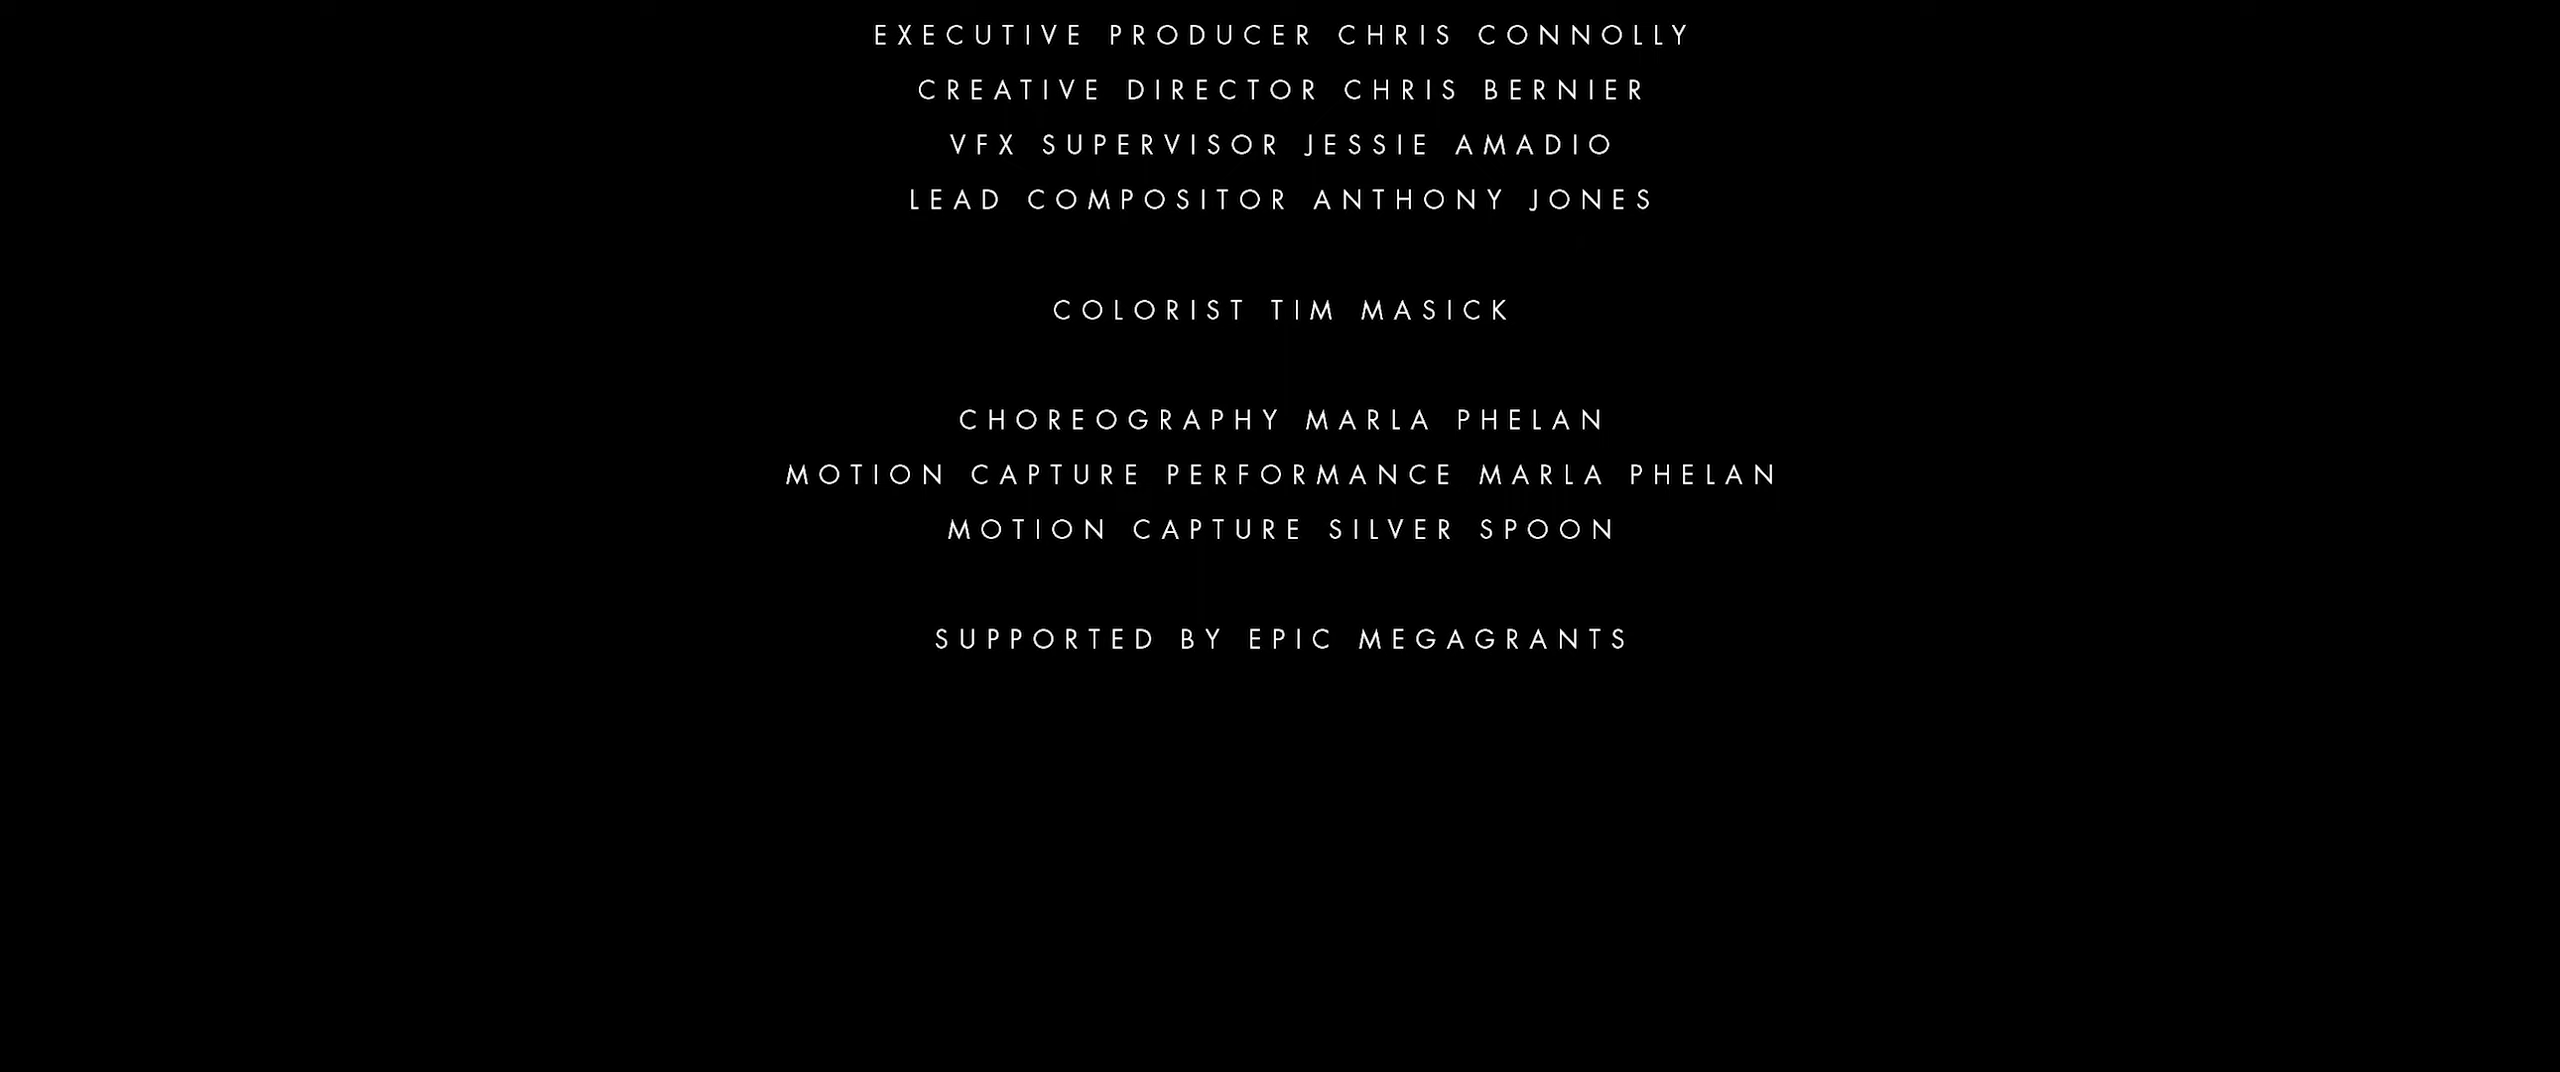 EXECUTIVE PRODUCER CHRIS CONNOLLY
CREATIVE DIRECTOR CHRIS BERNIER
VFX SUPERVISOR JESSIE AMADIO
LEAD COMPOSITOR ANTHONY JONES
COLORIST TIM MASICK
CHOREOGRAPHY MARLA PHELAN
MOTION CAPTURE PERFORMANCE MARLA PHELAN
MOTION CAPTURE SILVER SPOON
SUPPORTED BY EPIC MEGAGRANTS